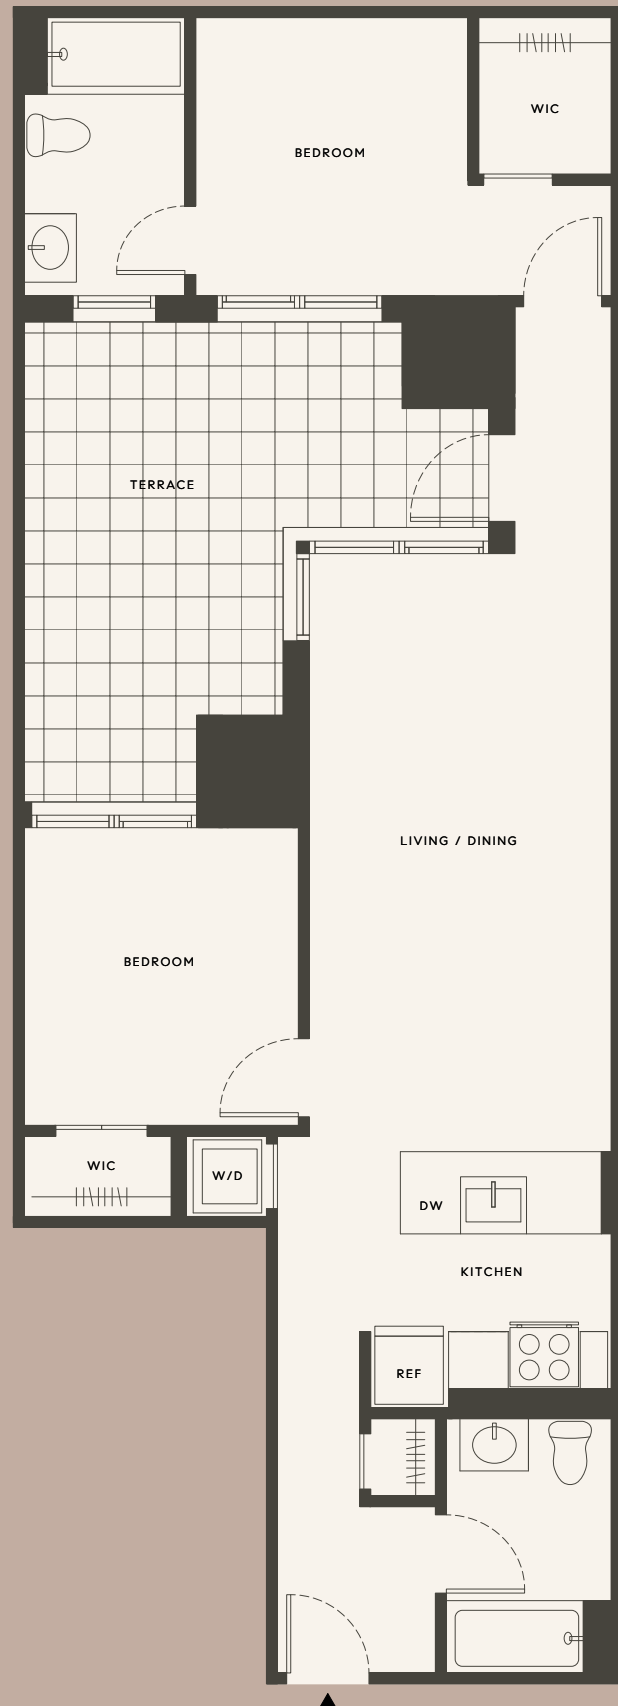 WIC
BEDROOM
TERRACE
LIVING / DINING
BEDROOM
WIC
W/D
DW
KITCHEN
REF